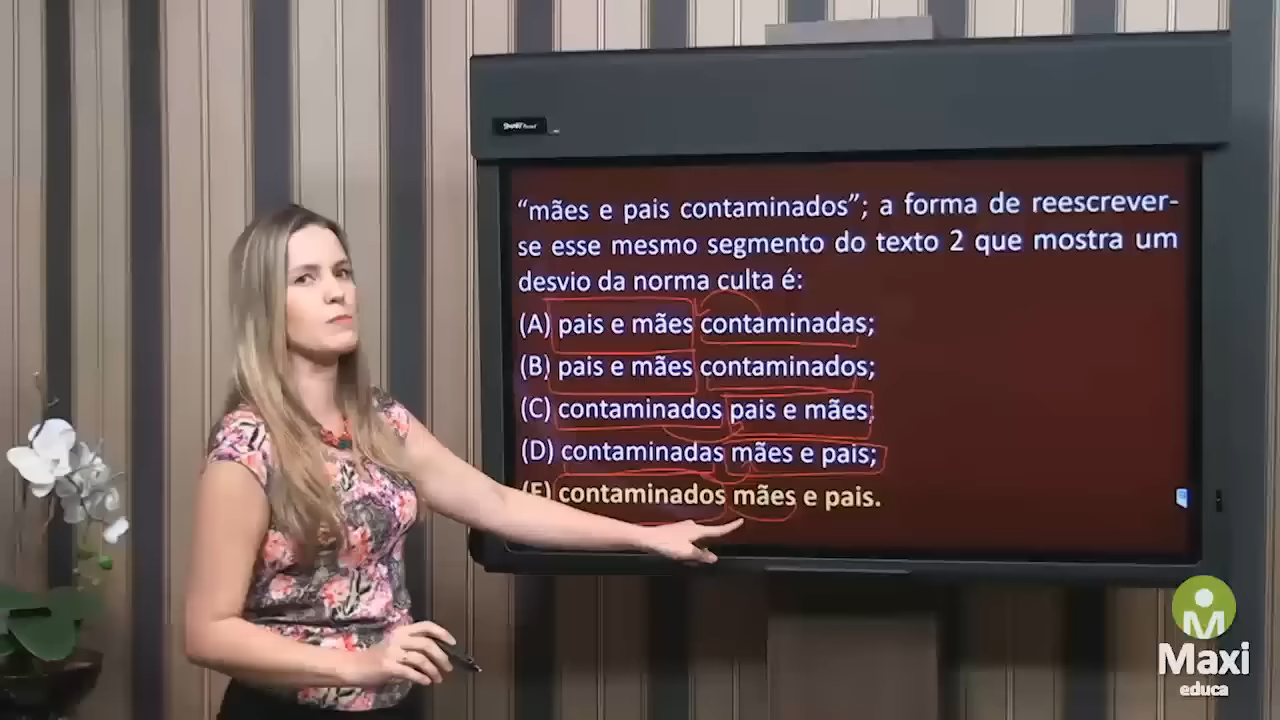 “mães e pais contaminados”; a forma de reescrever-
se esse mesmo segmento do texto 2 que mostra um
desvio da norma culta é:
(A) pais e mães contaminadas;
(B) pais e mães contaminados;
(C) contaminados pais e mães;
(D) contaminadas mães e pais;
(E) contaminados mães e pais.
Maxi
educa